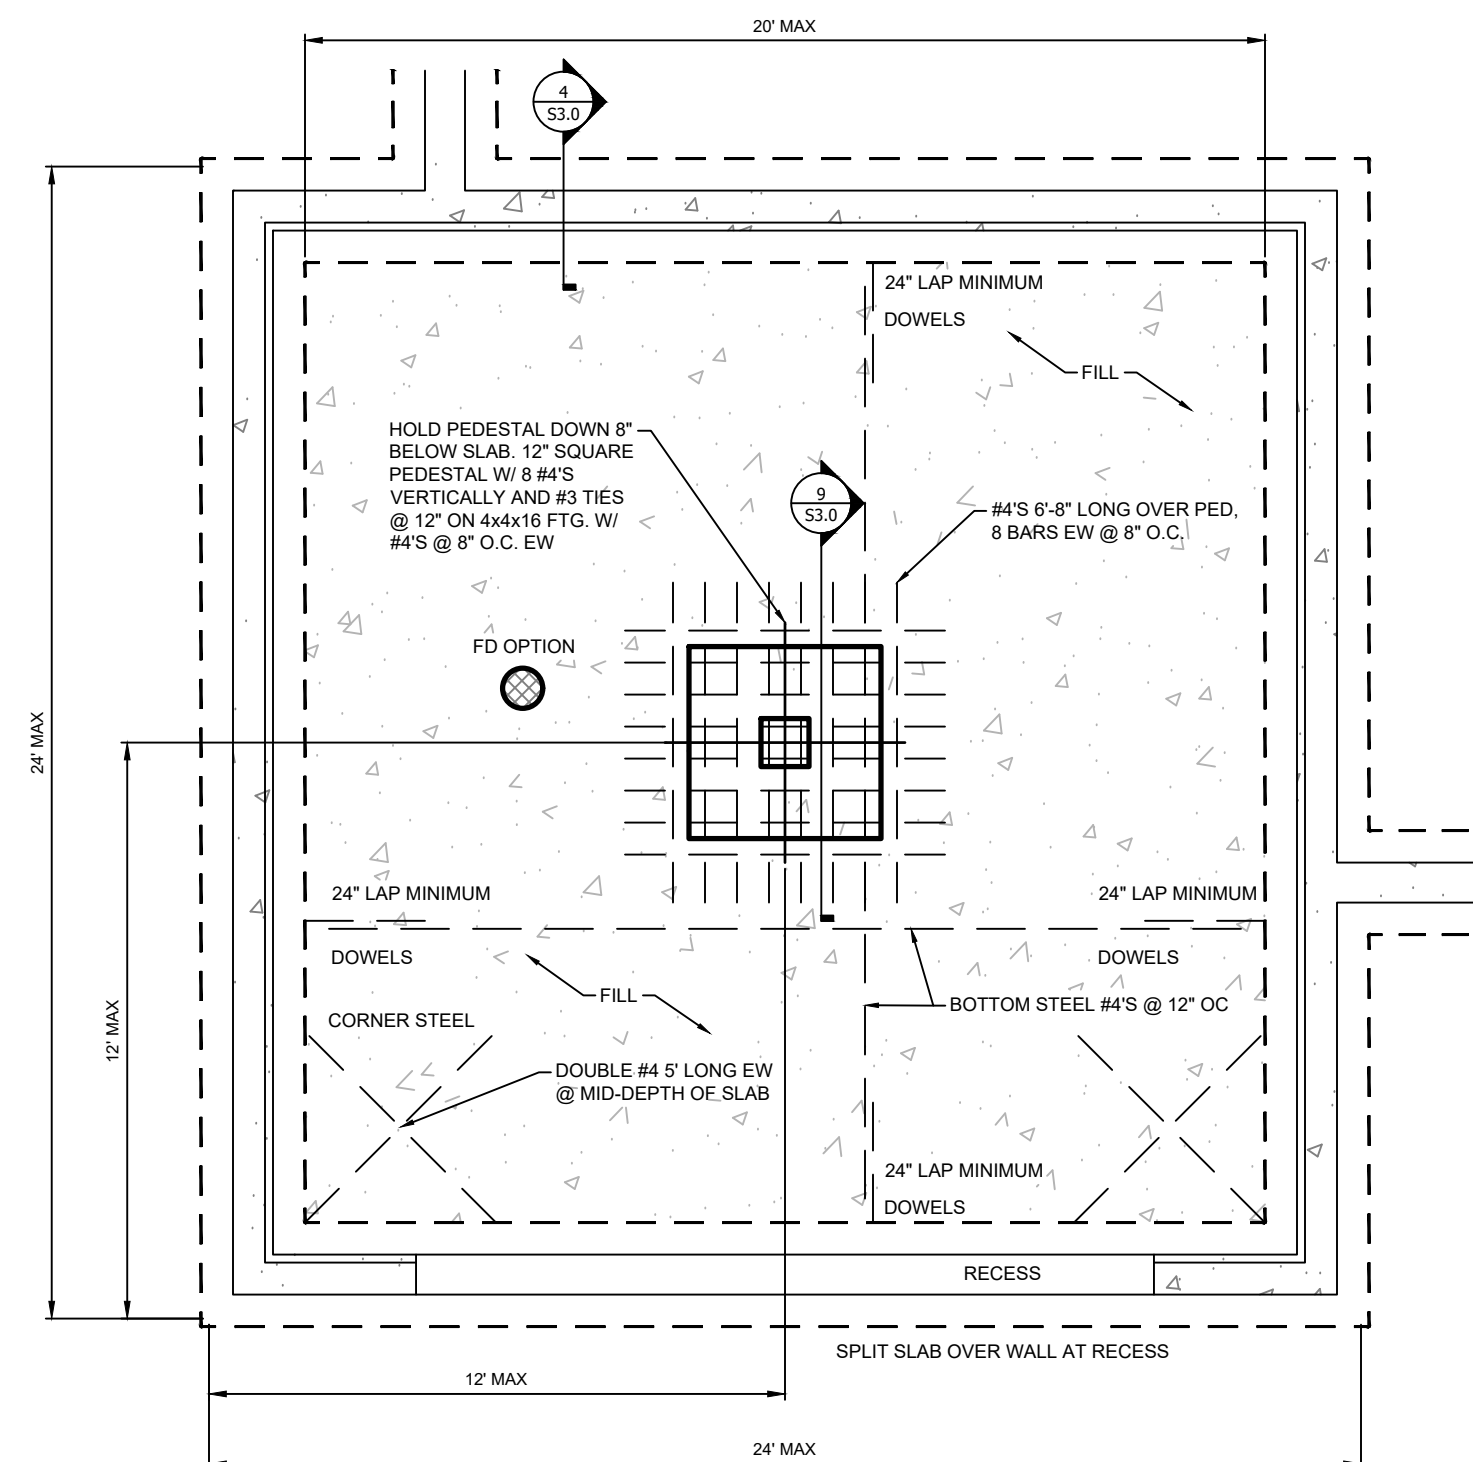 20' MAX
4
S3.0
24" LAP MINIMUM
DOWELS
FILL
HOLD PEDESTAL DOWN 8"
BELOW SLAB. 12" SQUARE
PEDESTAL W/ 8 #4'S
VERTICALLY AND #3 TIES
@ 12" ON 4x4x16 FTG. W/
#4'S @ 8" O.C. EW
9
S3.0
#4'S 6'-8" LONG OVER PED,
8 BARS EW @ 8" O.C.
FD OPTION
24' MAX
24" LAP MINIMUM
24" LAP MINIMUM
DOWELS
DOWELS
FILL
BOTTOM STEEL #4'S @ 12" OC
CORNER STEEL
12' MAX
DOUBLE #4 5' LONG EW
@ MID-DEPTH OF SLAB
24" LAP MINIMUM
DOWELS
RECESS
SPLIT SLAB OVER WALL AT RECESS
12' MAX
24' MAX